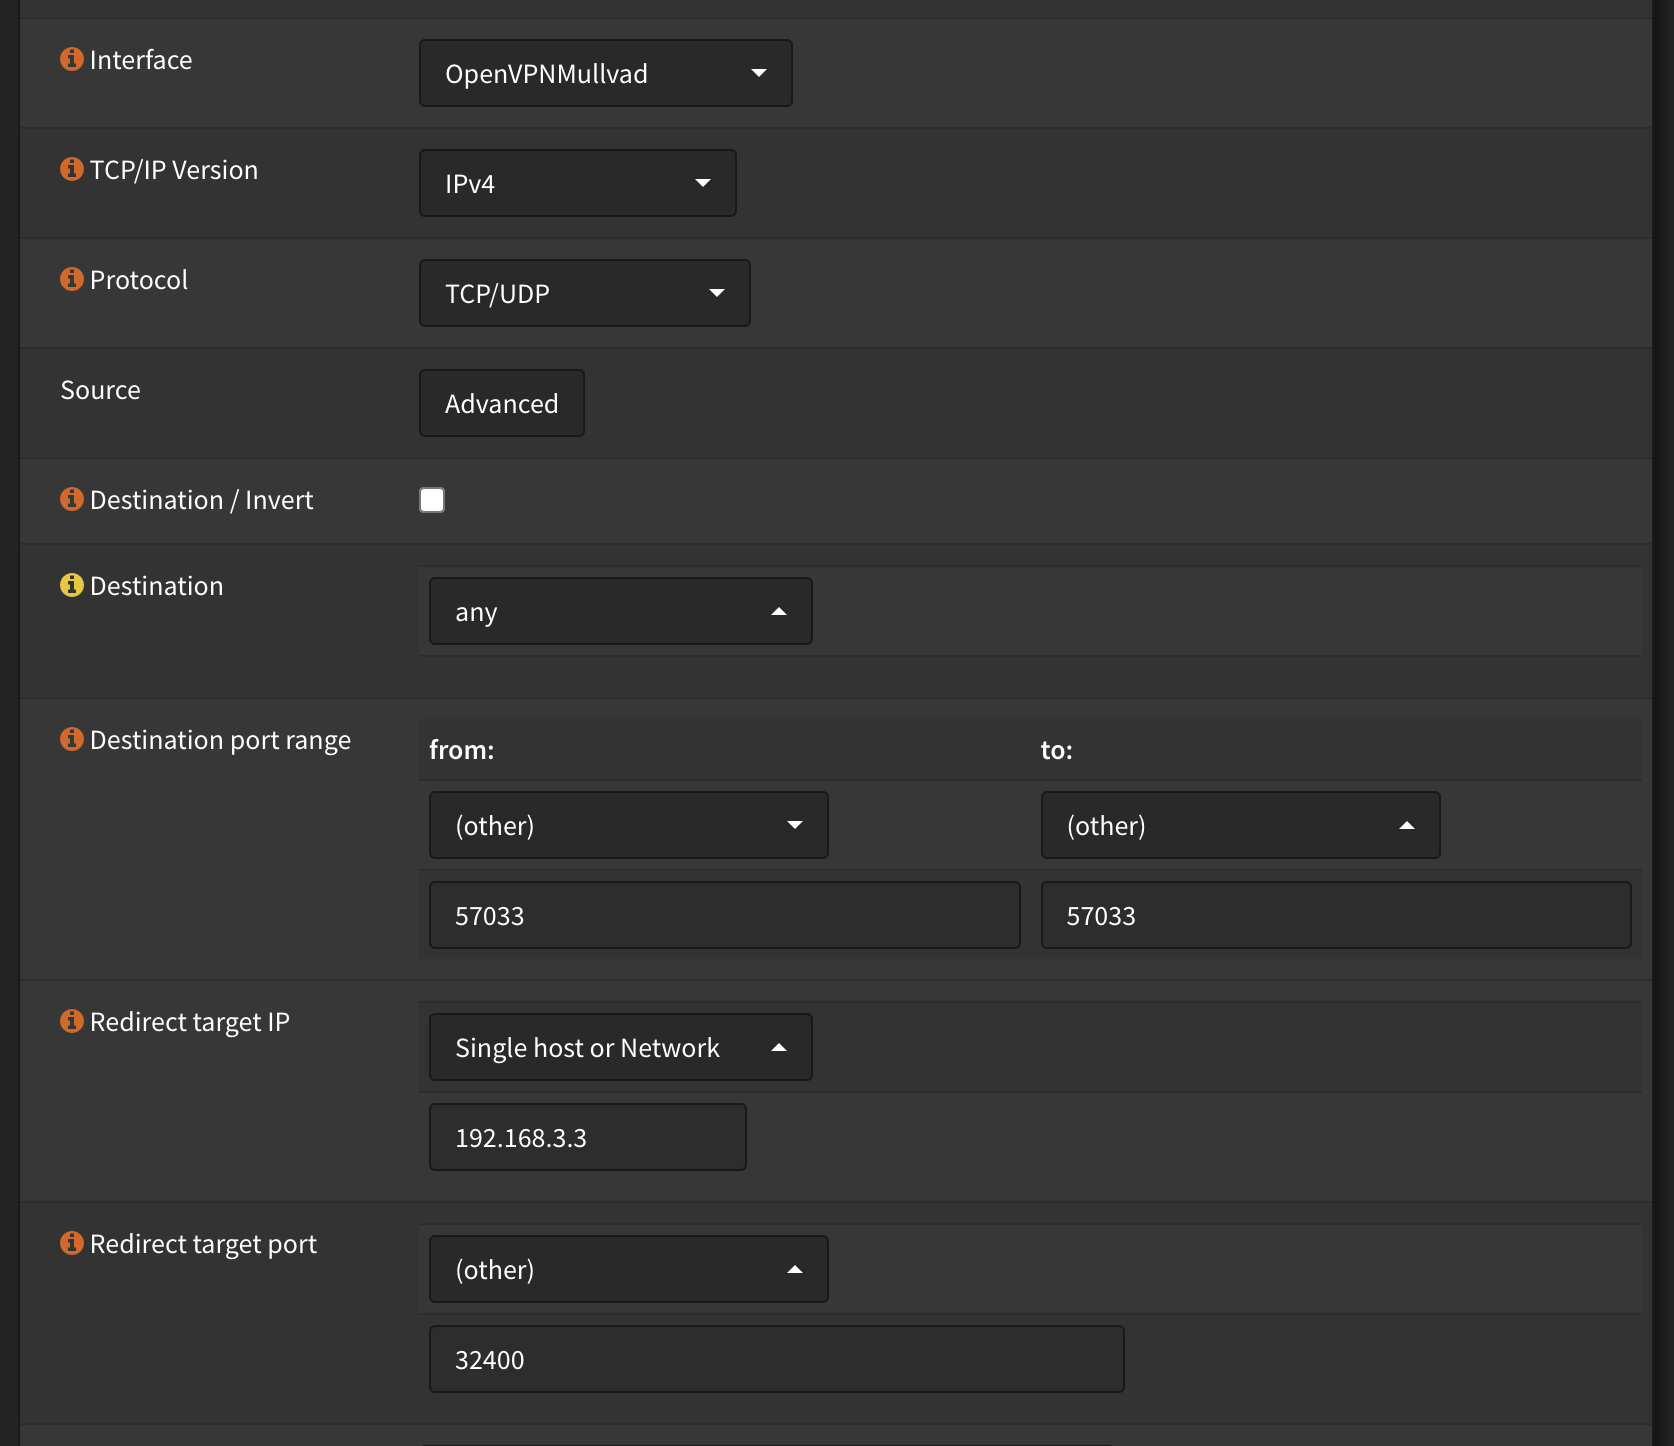 Interface
OpenVPNMullvad
TCP/IP Version
IPv4
Protocol
TCP/UDP
Source
Advanced
Destination / Invert
Destination
any
Destination port range
from:
to:
(other)
(other)
57033
57033
Redirect target IP
Single host or Network
192.168.3.3
Redirect target port
(other)
32400